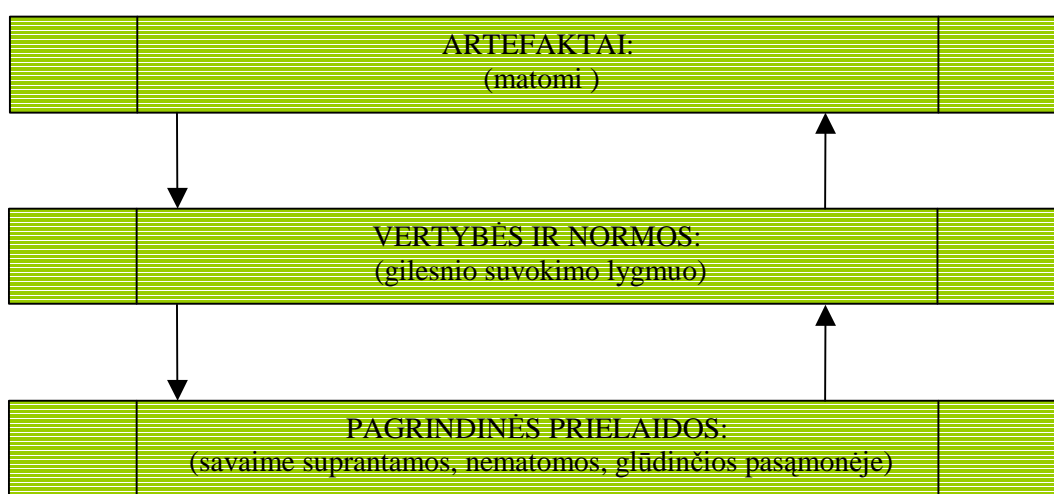 ARTEFAKTAI:
(matomi )
VERTYBĖS IR NORMOS:
(gilesnio suvokimo lygmuo)
PAGRINDINĖS PRIELAIDOS:
(savaime suprantamos, nematomos, glūdinčios pasąmonėje)